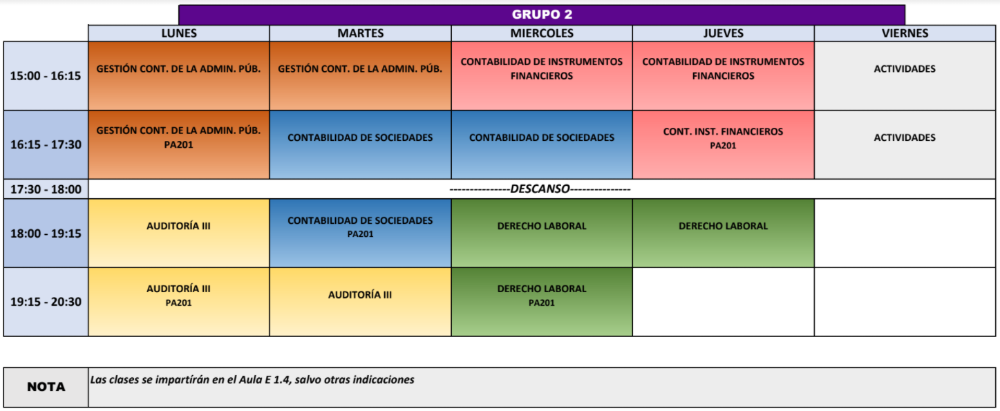 GRUPO 2
LUNES MARTES MIERCOLES JUEVES VIERNES
15:00 - 16:15
GESTIÓN CONT. DE LA ADMIN. PÚB.
GESTIÓN CONT. DE LA ADMIN. PÚB.
CONTABILIDAD DE INSTRUMENTOS
FINANCIEROS
CONTABILIDAD DE INSTRUMENTOS
FINANCIEROS
ACTIVIDADES
16:15 - 17:30
GESTIÓN CONT. DE LA ADMIN. PÚB.
PA201
CONTABILIDAD DE SOCIEDADES
CONTABILIDAD DE SOCIEDADES
CONT. INST. FINANCIEROS
PA201
ACTIVIDADES
17:30 - 18:00
---------------DESCANSO---------------
18:00 - 19:15
AUDITORÍA III
CONTABILIDAD DE SOCIEDADES
PA201
DERECHO LABORAL
DERECHO LABORAL
19:15 - 20:30
AUDITORÍA III
PA201
AUDITORÍA III
DERECHO LABORAL
PA201
NOTA
Las clases se impartírán en el Aula E 1.4, salvo otras indicaciones